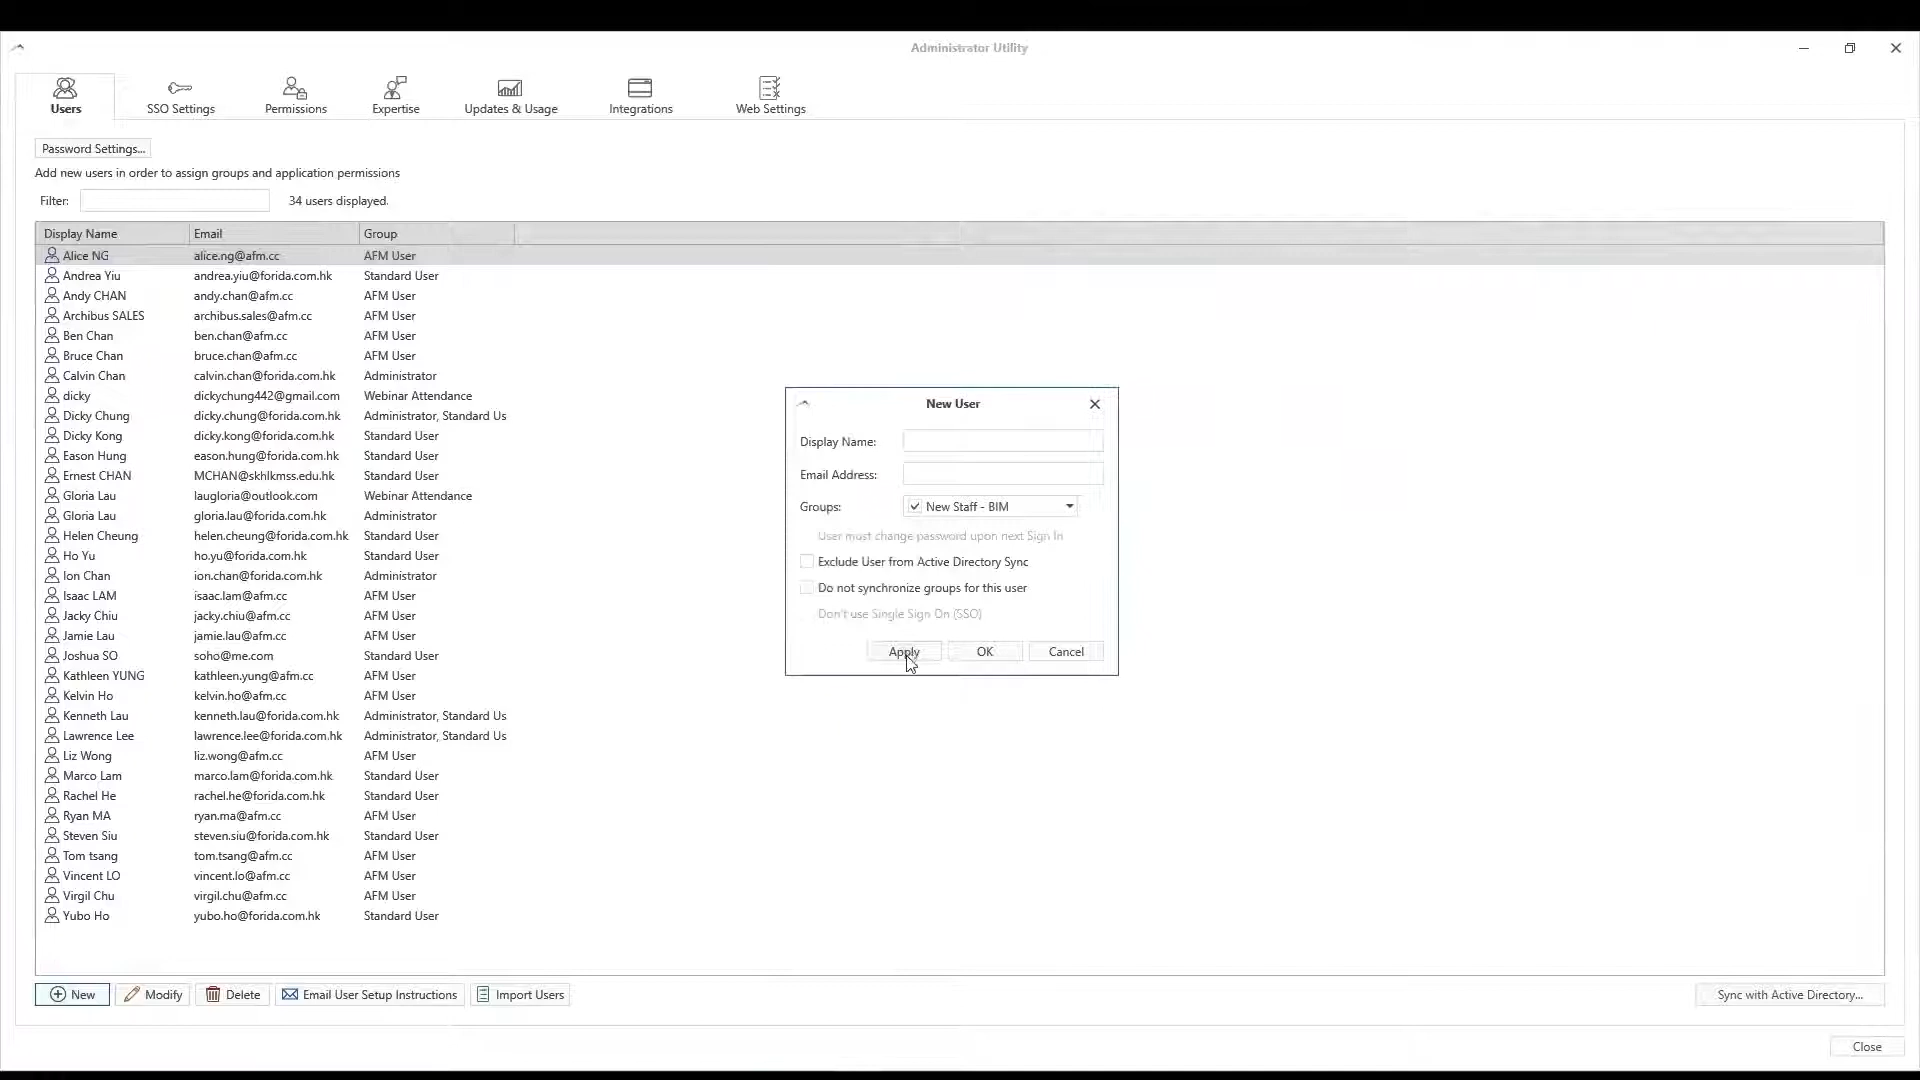 Administrator Utility
Users
SSO Settings
Permissions
Expertise
Updates & Usage
Integrations
Web Settings
Password Settings...
Add new users in order to assign groups and application permissions
Filter:
34 users displayed.
Display Name Email Group
Alice NG alice.ng@afm.cc AFM User
Andrea Yiu andrea.yiu@forida.com.hk Standard User
Andy CHAN andy.chan@afm.cc AFM User
Archibus SALES archibus.sales@afm.cc AFM User
Ben Chan ben.chan@afm.cc AFM User
Bruce Chan bruce.chan@afm.cc AFM User
Calvin Chan calvin.chan@forida.com.hk Administrator
dicky dickychung442@gmail.com Webinar Attendance
Dicky Chung dicky.chung@forida.com.hk Administrator, Standard Us
Dicky Kong dicky.kong@forida.com.hk Standard User
Eason Hung eason.hung@forida.com.hk Standard User
Ernest CHAN MCHAN@skhlkmss.edu.hk Standard User
Gloria Lau laugloria@outlook.com Webinar Attendance
Gloria Lau gloria.lau@forida.com.hk Administrator
Helen Cheung helen.cheung@forida.com.hk Standard User
Ho Yu ho.yu@forida.com.hk Standard User
Ion Chan ion.chan@forida.com.hk Administrator
Isaac LAM isaac.lam@afm.cc AFM User
Jacky Chiu jacky.chiu@afm.cc AFM User
Jamie Lau jamie.lau@afm.cc AFM User
Joshua SO soho@me.com Standard User
Kathleen YUNG kathleen.yung@afm.cc AFM User
Kelvin Ho kelvin.ho@afm.cc AFM User
Kenneth Lau kenneth.lau@forida.com.hk Administrator, Standard Us
Lawrence Lee lawrence.lee@forida.com.hk Administrator, Standard Us
Liz Wong liz.wong@afm.cc AFM User
Marco Lam marco.lam@forida.com.hk Standard User
Rachel He rachel.he@forida.com.hk Standard User
Ryan MA ryan.ma@afm.cc AFM User
Steven Siu steven.siu@forida.com.hk Standard User
Tom tsang tom.tsang@afm.cc AFM User
Vincent LO vincent.lo@afm.cc AFM User
Virgil Chu virgil.chu@afm.cc AFM User
Yubo Ho yubo.ho@forida.com.hk Standard User
New User
Display Name:
Email Address:
Groups: New Staff - BIM
User must change password upon next Sign In
Exclude User from Active Directory Sync
Do not synchronize groups for this user
Don't use Single Sign On (SSO)
Apply OK Cancel
New Modify Delete Email User Setup Instructions Import Users Sync with Active Directory...
Close